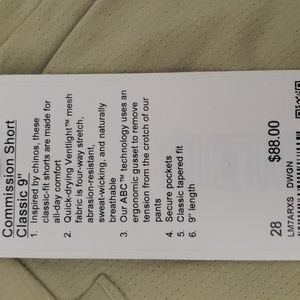 Commission Short
Classic 9"
1. Inspired by chinos, these
classic-fit shorts are made for
all-day comfort
2. Quick-drying Ventlight™ mesh
fabric is four-way stretch,
abrasion-resistant,
sweat-wicking, and naturally
breathable
3. Our ABC™ technology uses an
ergonomic gusset to remove
tension from the crotch of our
pants
4. Secure pockets
5. Classic tapered fit
6. 9" length
28
$88.00
LM7ARXS DWGN